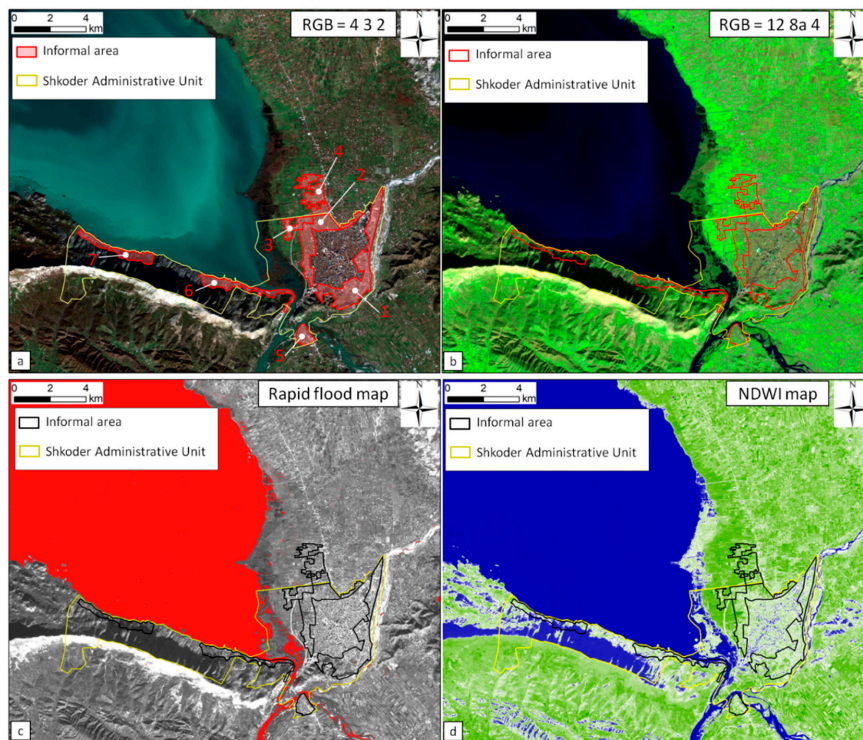 0 2 4
km
RGB = 4 3 2
N
Informal area
Shkoder Administrative Unit
4
2
3
7
6
1
5
a
0 2 4
km
RGB = 12 8a 4
N
Informal area
Shkoder Administrative Unit
b
0 2 4
km
Rapid flood map
N
Informal area
Shkoder Administrative Unit
c
0 2 4
km
NDWI map
N
Informal area
Shkoder Administrative Unit
d